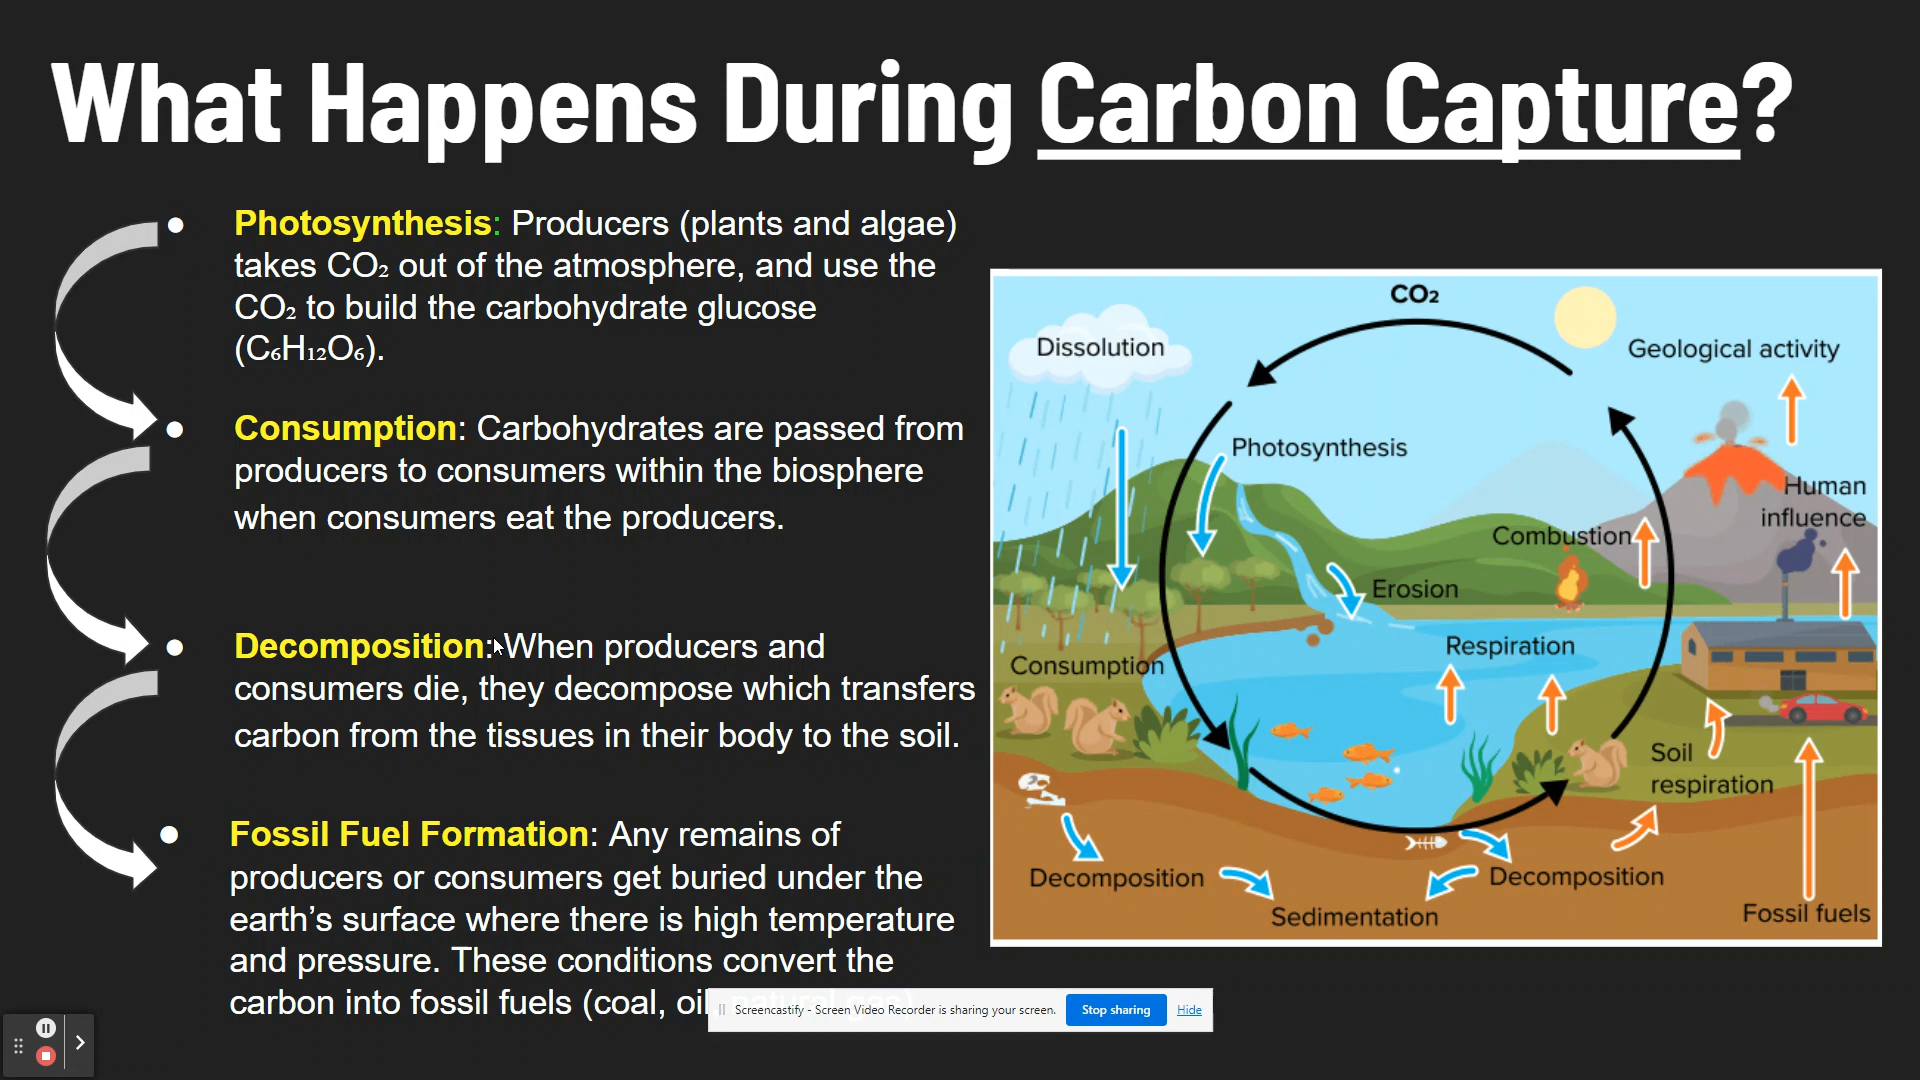 What Happens During Carbon Capture?
● Photosynthesis: Producers (plants and algae)
takes CO₂ out of the atmosphere, and use the
CO₂ to build the carbohydrate glucose
(C₆H₁₂O₆).
● Consumption: Carbohydrates are passed from
producers to consumers within the biosphere
when consumers eat the producers.
● Decomposition: When producers and
consumers die, they decompose which transfers
carbon from the tissues in their body to the soil.
● Fossil Fuel Formation: Any remains of
producers or consumers get buried under the
earth's surface where there is high temperature
and pressure. These conditions convert the
carbon into fossil fuels (coal, oil, natural gas)
CO₂
Dissolution
Geological activity
Photosynthesis
Human
influence
Combustion
Erosion
Respiration
Consumption
Soil
respiration
Decomposition
Decomposition
Sedimentation
Fossil fuels
Screencastify - Screen Video Recorder is sharing your screen.
Stop sharing
Hide